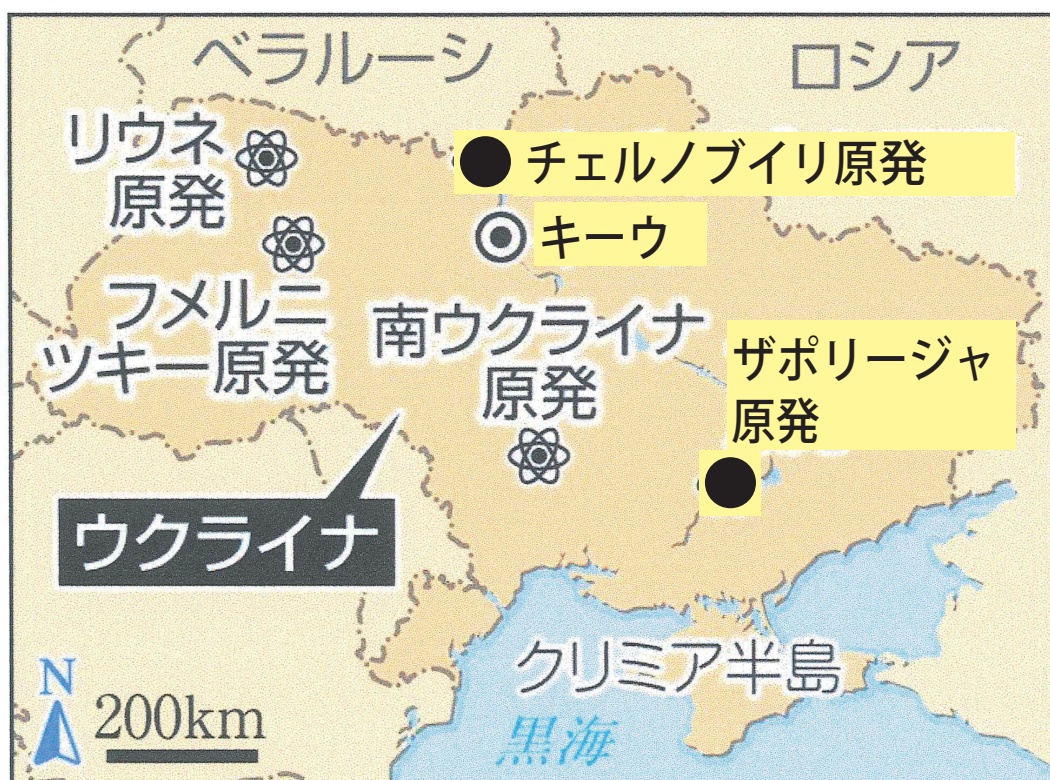 ベラルーシ
ロシア
リウネ
原発
チェルノブイリ原発
キーウ
フメルニ
ツキー原発
南ウクライナ
原発
ザポリージャ
原発
ウクライナ
クリミア半島
黒海
N
200km